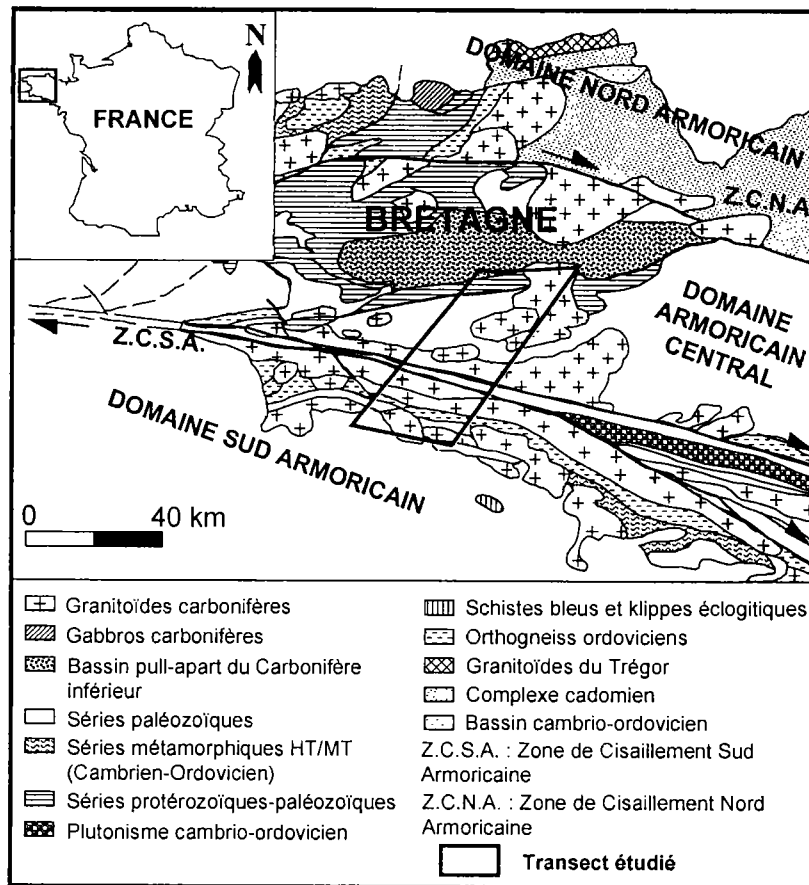 N
FRANCE
DOMAINE NORD ARMORICAIN
Z.C.N.A
BRETAGNE
DOMAINE
ARMORICAIN
CENTRAL
Z.C.S.A.
DOMAINE SUD ARMORICAIN
0 40 km
Granitoïdes carbonifères
Gabbros carbonifères
Bassin pull-apart du Carbonifère
inférieur
Séries paléozoïques
Séries métamorphiques HT/MT
(Cambrien-Ordovicien)
Séries protérozoïques-paléozoïques
Plutonisme cambrio-ordovicien
Schistes bleus et klippes éclogitiques
Orthogneiss ordoviciens
Granitoïdes du Trégor
Complexe cadomien
Bassin cambrio-ordovicien
Z.C.S.A. : Zone de Cisaillement Sud
Armoricaine
Z.C.N.A. : Zone de Cisaillement Nord
Armoricaine
Transect étudié